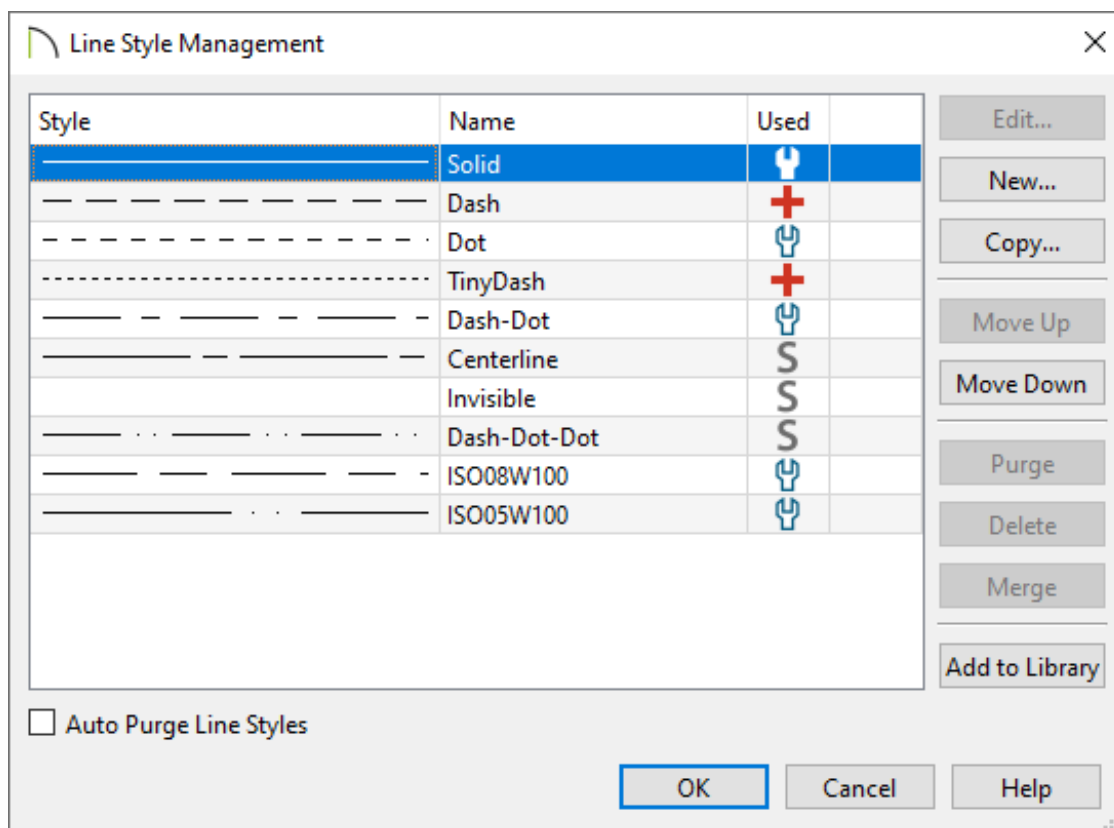 Line Style Management
Style Name Used
Edit...
Solid
New...
Dash
Copy...
Dot
TinyDash
Dash-Dot
Move Up
Centerline
Move Down
Invisible
Dash-Dot-Dot
Purge
ISO08W100
ISO05W100
Delete
Merge
Add to Library
Auto Purge Line Styles
OK Cancel Help